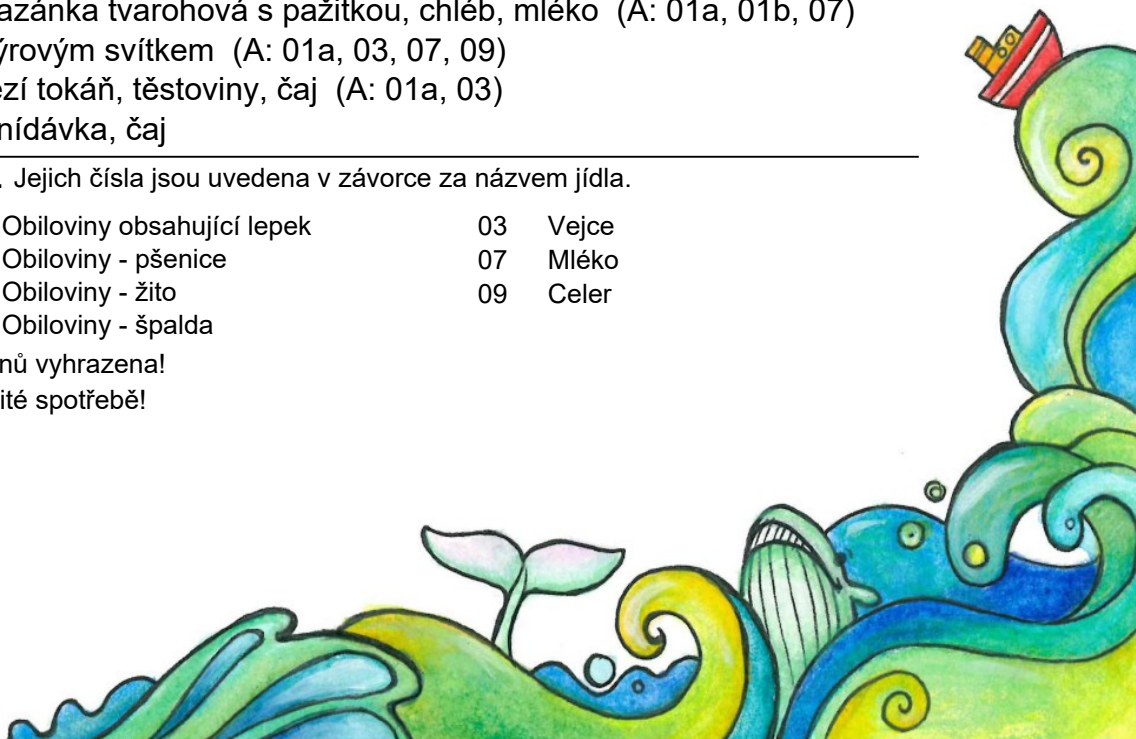 azánka tvarohová s pažitkou, chléb, mléko (A: 01a, 01b, 07)
ýrovým svítkem (A: 01a, 03, 07, 09)
ezí tokáň, těstoviny, čaj (A: 01a, 03)
nídávka, čaj
. Jejich čísla jsou uvedena v závorce za názvem jídla.
Obiloviny obsahující lepek 03 Vejce
Obiloviny - pšenice 07 Mléko
Obiloviny - žito 09 Celer
Obiloviny - špalda
nů vyhrazena!
ité spotřebě!